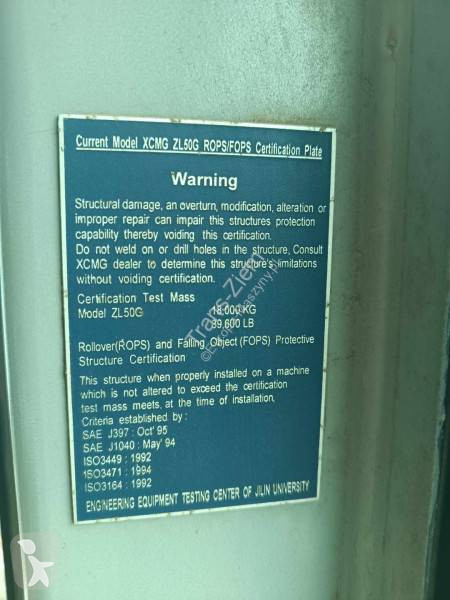 Current Model XCMG ZL50G ROPS/FOPS Certification Plate
Warning
Structural damage, an overturn, modification, alteration or
improper repair can impair this structures protection
capability thereby voiding this certification.
Do not weld on or drill holes in the structure, Consult
XCMG dealer to determine this structure's limitations
without voiding certification.
Certification Test Mass
Model ZL50G 18.000 KG
39.600 LB
Rollover(ROPS) and Falling Object (FOPS) Protective
Structure Certification
This structure when properly installed on a machine
which is not altered to exceed the certification
test mass meets, at the time of installation,
Criteria established by :
SAE J397 : Oct' 95
SAE J1040 : May' 94
ISO3449 : 1992
ISO3471 : 1994
ISO3164 : 1992
ENGINEERING EQUIPMENT TESTING CENTER OF JILIN UNIVERSITY
Trans-Ziem